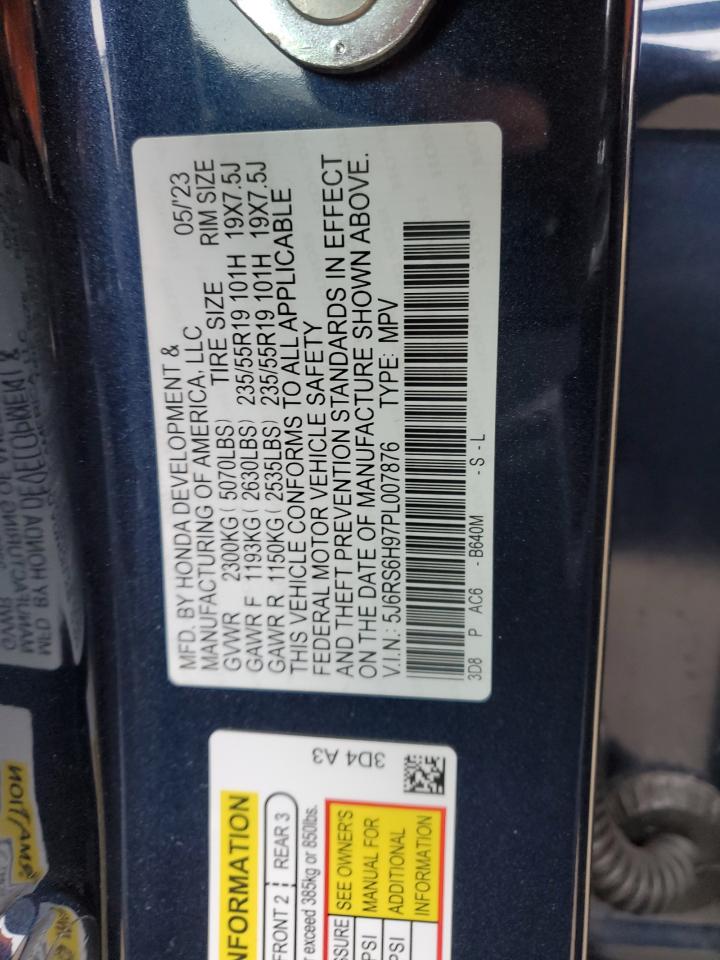 MFD. BY HONDA DEVELOPMENT &
MANUFACTURING OF AMERICA, LLC 05/'23
GVWR 2300KG ( 5070LBS) TIRE SIZE RIM SIZE
GAWR F 1193KG ( 2630LBS) 235/55R19 101H 19X7.5J
GAWR R 1150KG ( 2535LBS) 235/55R19 101H 19X7.5J
THIS VEHICLE CONFORMS TO ALL APPLICABLE
FEDERAL MOTOR VEHICLE SAFETY
AND THEFT PREVENTION STANDARDS IN EFFECT
ON THE DATE OF MANUFACTURE SHOWN ABOVE.
V.I.N.: 5J6RS6H97PL007876 TYPE: MPV
3D8 P AC6 - B640M - S - L
NFORMATION
FRONT 2 REAR 3
exceed 385kg or 850lbs.
SSURE
PSI
PSI
SEE OWNER'S
MANUAL FOR
ADDITIONAL
INFORMATION
3D4 A3